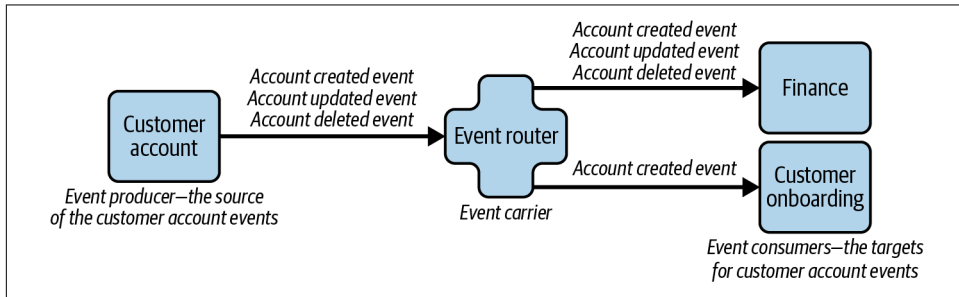 Customer
account
Event producer—the source
of the customer account events
Account created event
Account updated event
Account deleted event
Event router
Event carrier
Account created event
Account updated event
Account deleted event
Finance
Account created event
Customer
onboarding
Event consumers—the targets
for customer account events